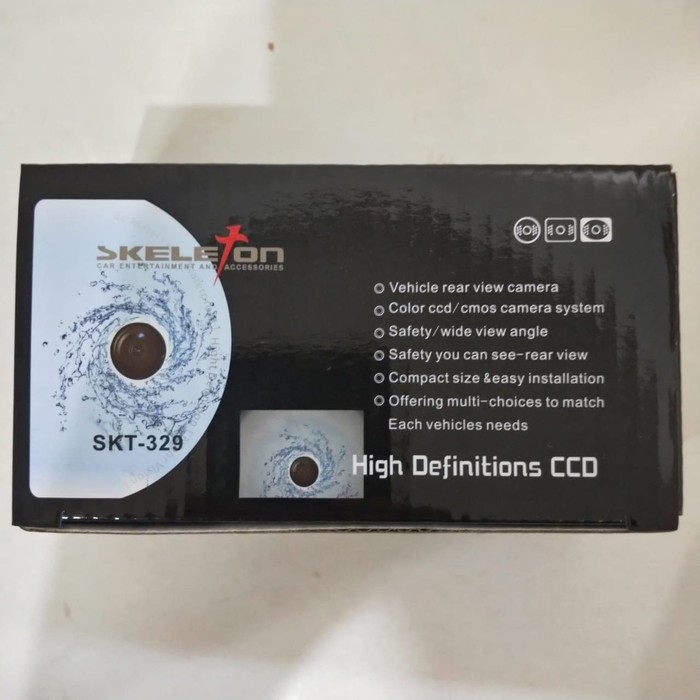 SKELETON
CAR ENTERTAINMENT AND ACCESSORIES
SKT-329
Vehicle rear view camera
Color ccd/cmos camera system
Safety/wide view angle
Safety you can see-rear view
Compact size &easy installation
Offering multi-choices to match
Each vehicles needs
High Definitions CCD